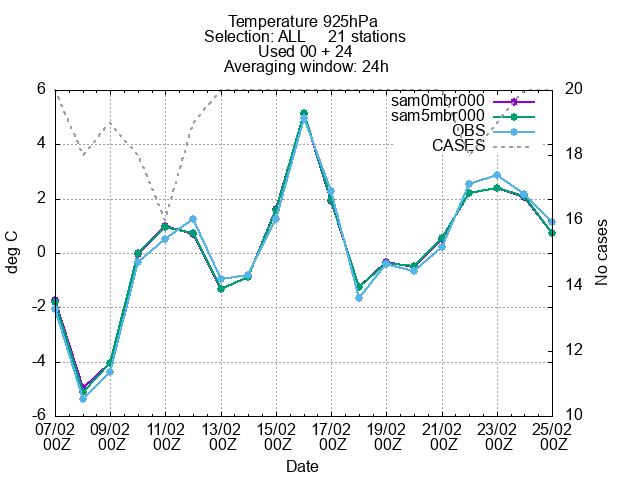 Temperature 925hPa
Selection: ALL 21 stations
Used 00 + 24
Averaging window: 24h
sam0mbr000
sam5mbr000
OBS
CASES
6
4
2
0
-2
-4
-6
deg C
20
18
16
14
12
10
No cases
07/02 09/02 11/02 13/02 15/02 17/02 19/02 21/02 23/02 25/02
00Z 00Z 00Z 00Z 00Z 00Z 00Z 00Z 00Z 00Z
Date